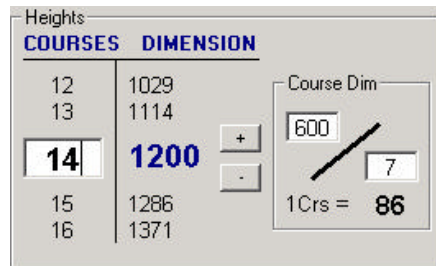 Heights
COURSES DIMENSION
12 1029
13 1114
14 1200
15 1286
16 1371
+
-
Course Dim
600
7
1Crs = 86